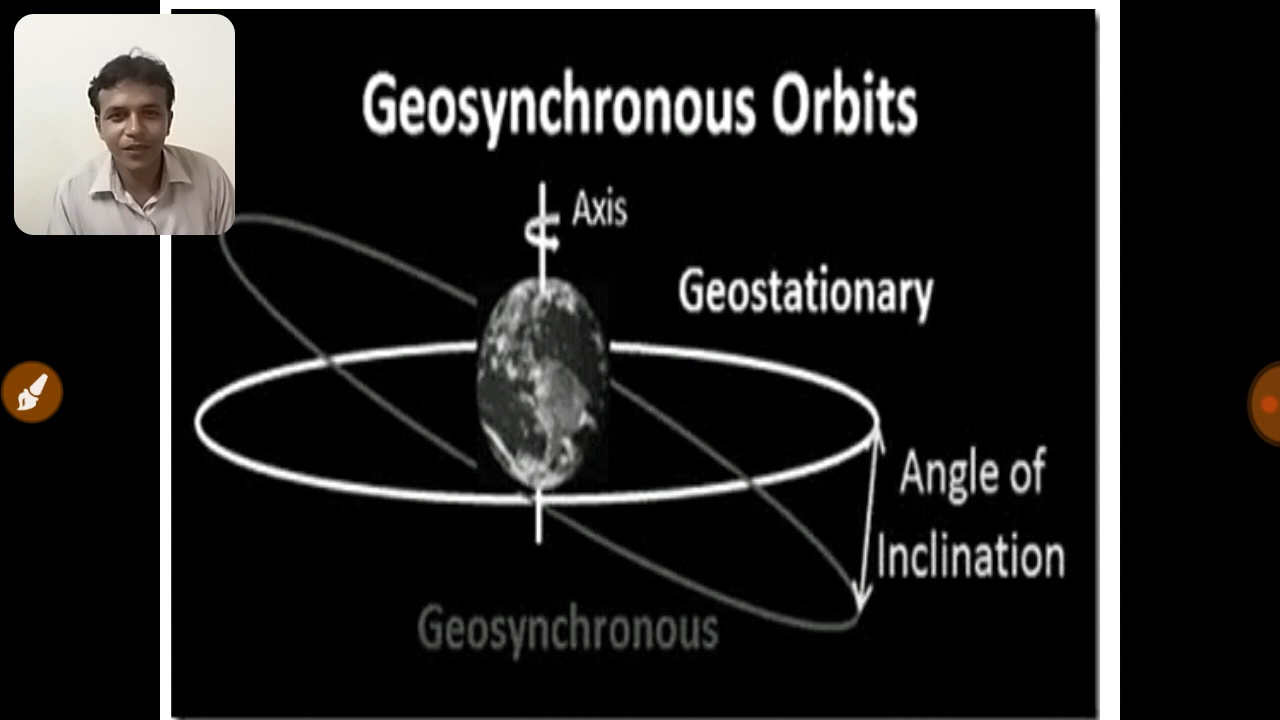 Geosynchronous Orbits
Axis
Geostationary
Angle of
Inclination
Geosynchronous